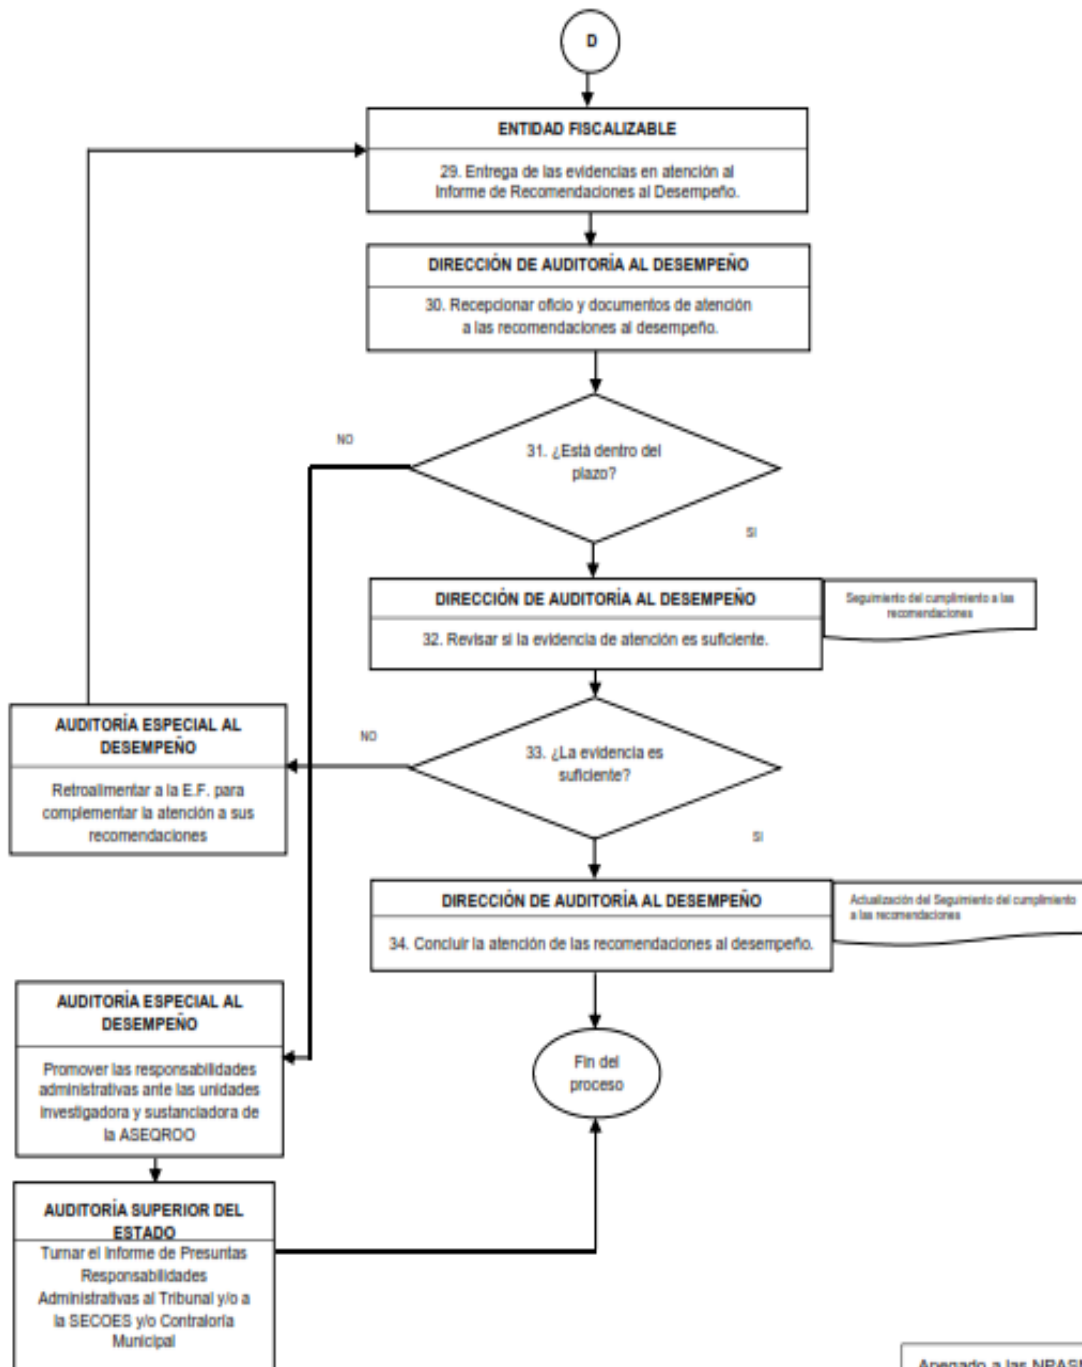 D
ENTIDAD FISCALIZABLE
29. Entrega de las evidencias en atención al
Informe de Recomendaciones al Desempeño.
DIRECCIÓN DE AUDITORÍA AL DESEMPEÑO
30. Recepcionar oficio y documentos de atención
a las recomendaciones al desempeño.
NO
31. ¿Está dentro del
plazo?
SI
DIRECCIÓN DE AUDITORÍA AL DESEMPEÑO
32. Revisar si la evidencia de atención es suficiente.
Seguimiento del cumplimiento a las
recomendaciones
AUDITORÍA ESPECIAL AL
DESEMPEÑO
Retroalimentar a la E.F. para
complementar la atención a sus
recomendaciones
NO
33. ¿La evidencia es
suficiente?
SI
DIRECCIÓN DE AUDITORÍA AL DESEMPEÑO
34. Concluir la atención de las recomendaciones al desempeño.
Actualización del Seguimiento del cumplimiento
a las recomendaciones
AUDITORÍA ESPECIAL AL
DESEMPEÑO
Promover las responsabilidades
administrativas ante las unidades
investigadora y sustanciadora de
la ASEQROO
Fin del
proceso
AUDITORÍA SUPERIOR DEL
ESTADO
Turnar el Informe de Presuntas
Responsabilidades
Administrativas al Tribunal y/o a
la SECOES y/o Contraloría
Municipal
Apegado a las